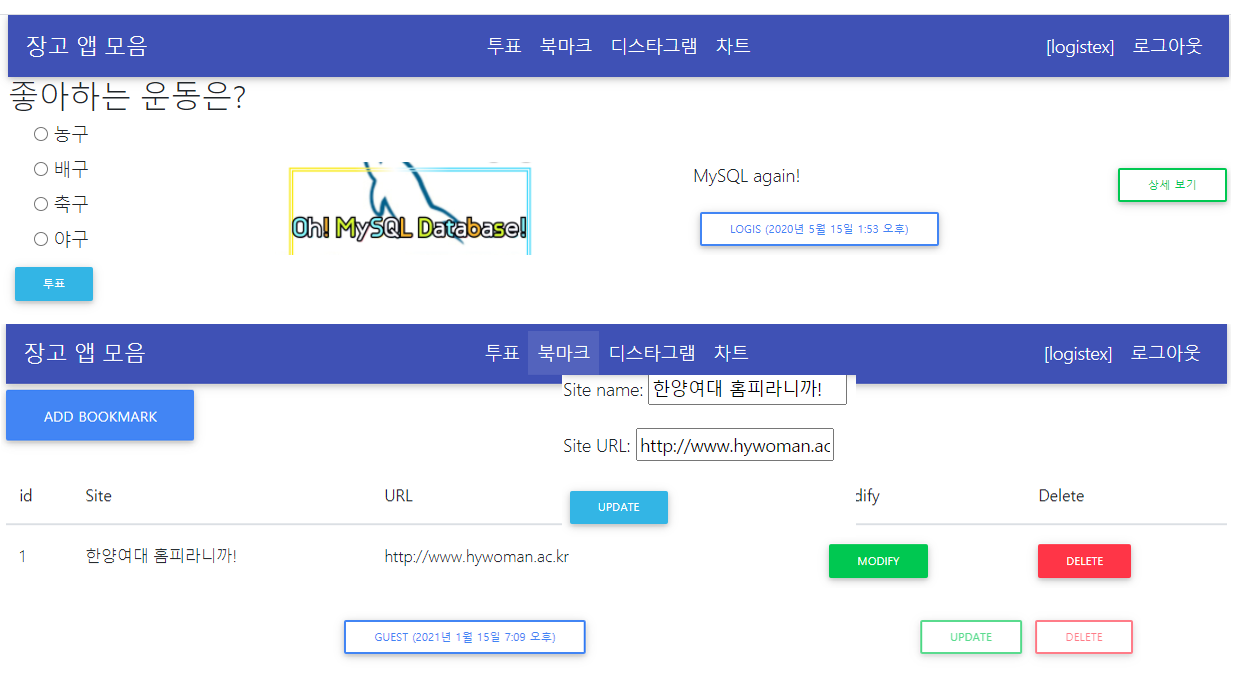 장고 앱 모음 투표 북마크 디스타그램 차트 [logistex] 로그아웃
좋아하는 운동은?
농구
배구
축구
야구
투표
Oh! MySQL Database!
MySQL again!
LOGIS (2020년 5월 15일 1:53 오후)
상세 보기
장고 앱 모음 투표 북마크 디스타그램 차트 [logistex] 로그아웃
ADD BOOKMARK
Site name: 한양여대 홈피라니까!
Site URL: http://www.hywoman.ac
UPDATE
id Site URL dify Delete
1 한양여대 홈피라니까! http://www.hywoman.ac.kr MODIFY DELETE
GUEST (2021년 1월 15일 7:09 오후) UPDATE DELETE